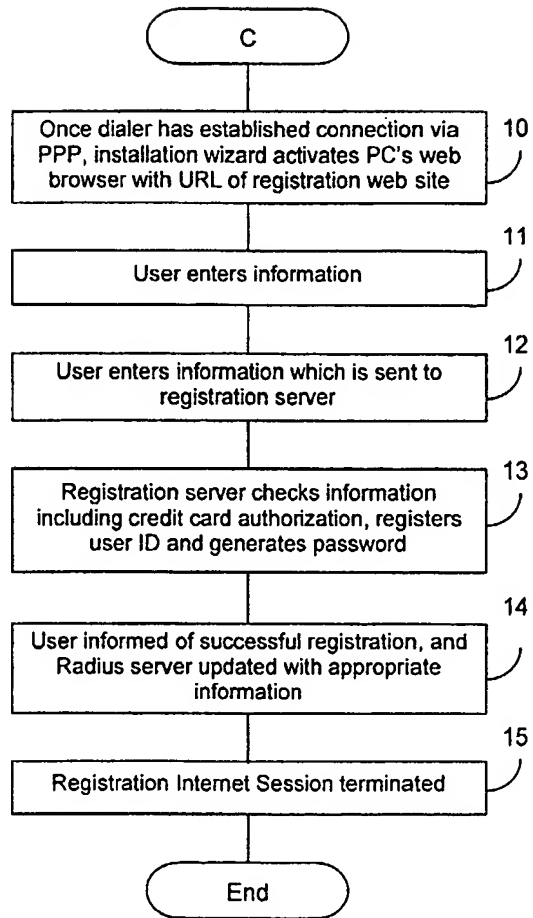 C
Once dialer has established connection via
PPP, installation wizard activates PC's web
browser with URL of registration web site
10
User enters information
11
User enters information which is sent to
registration server
12
Registration server checks information
including credit card authorization, registers
user ID and generates password
13
User informed of successful registration, and
Radius server updated with appropriate
information
14
Registration Internet Session terminated
15
End